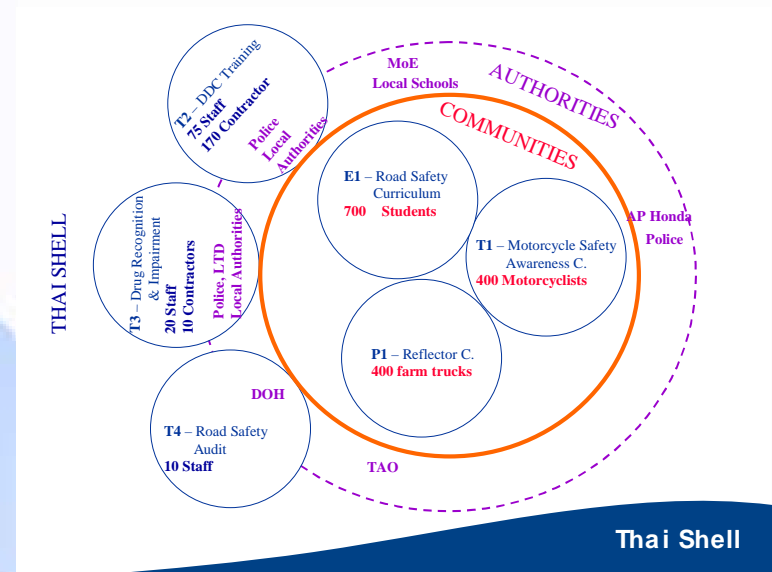 MoE
Local Schools
AUTHORITIES
COMMUNITIES
T2 – DDC Training
75 Staff
170 Contractor
Police
Local
Authorities
E1 – Road Safety
Curriculum
700 Students
AP Honda
Police
T1 – Motorcycle Safety
Awareness C.
400 Motorcyclists
THAI SHELL
T3 – Drug Recognition
& Impairment
20 Staff
10 Contractors
Police, LTD
Local Authorities
P1 – Reflector C.
400 farm trucks
DOH
T4 – Road Safety
Audit
10 Staff
TAO
Thai Shell